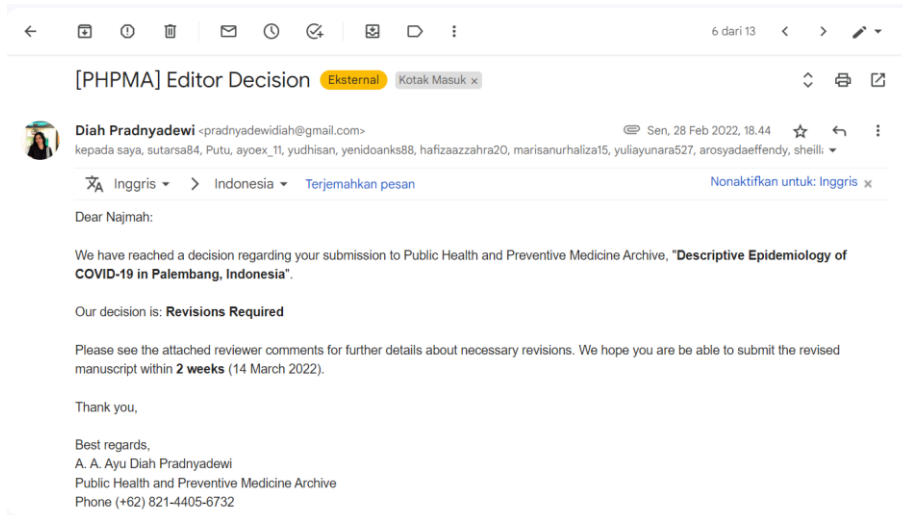 6 dari 13
[PHPMA] Editor Decision Eksternal Kotak Masuk ×
Diah Pradnyadewi <pradnyadewidiah@gmail.com> Sen, 28 Feb 2022, 18.44
kepada saya, sutarsa84, Putu, ayoex_11, yudhisan, yenidoanks88, hafizaazzahra20, marisanurhaliza15, yuliayunara527, arosyadaeffendy, sheill
Inggris > Indonesia Terjemahkan pesan Nonaktifkan untuk: Inggris ×
Dear Najmah:
We have reached a decision regarding your submission to Public Health and Preventive Medicine Archive, "Descriptive Epidemiology of
COVID-19 in Palembang, Indonesia".
Our decision is: Revisions Required
Please see the attached reviewer comments for further details about necessary revisions. We hope you are be able to submit the revised
manuscript within 2 weeks (14 March 2022).
Thank you,
Best regards,
A. A. Ayu Diah Pradnyadewi
Public Health and Preventive Medicine Archive
Phone (+62) 821-4405-6732